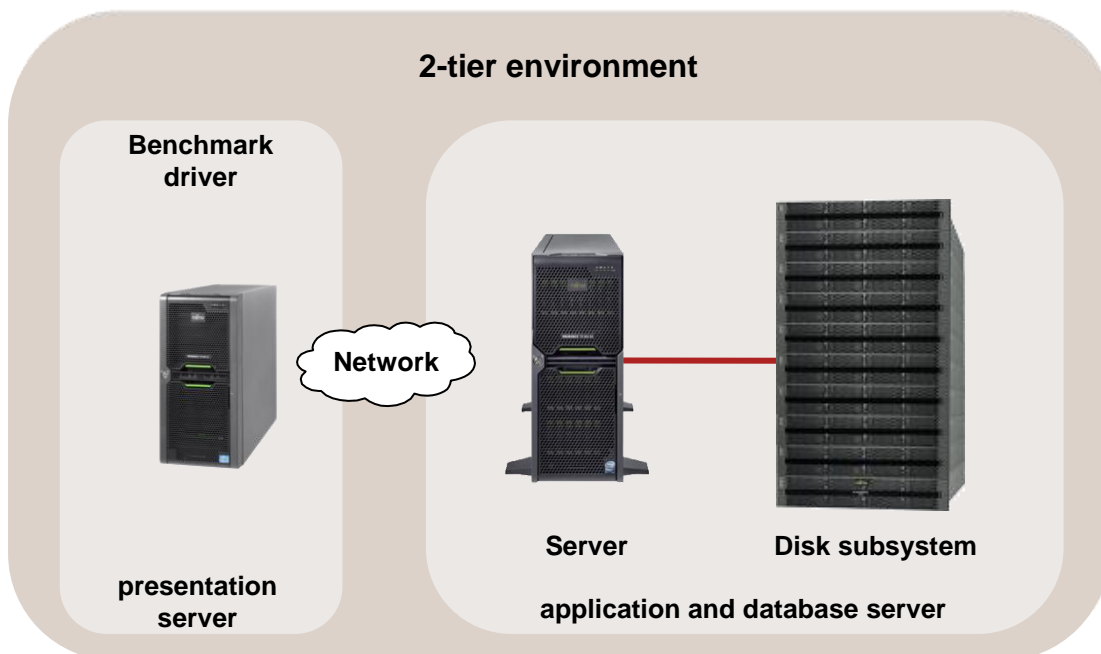 2-tier environment
Benchmark
driver
Network
Server
Disk subsystem
presentation
server
application and database server